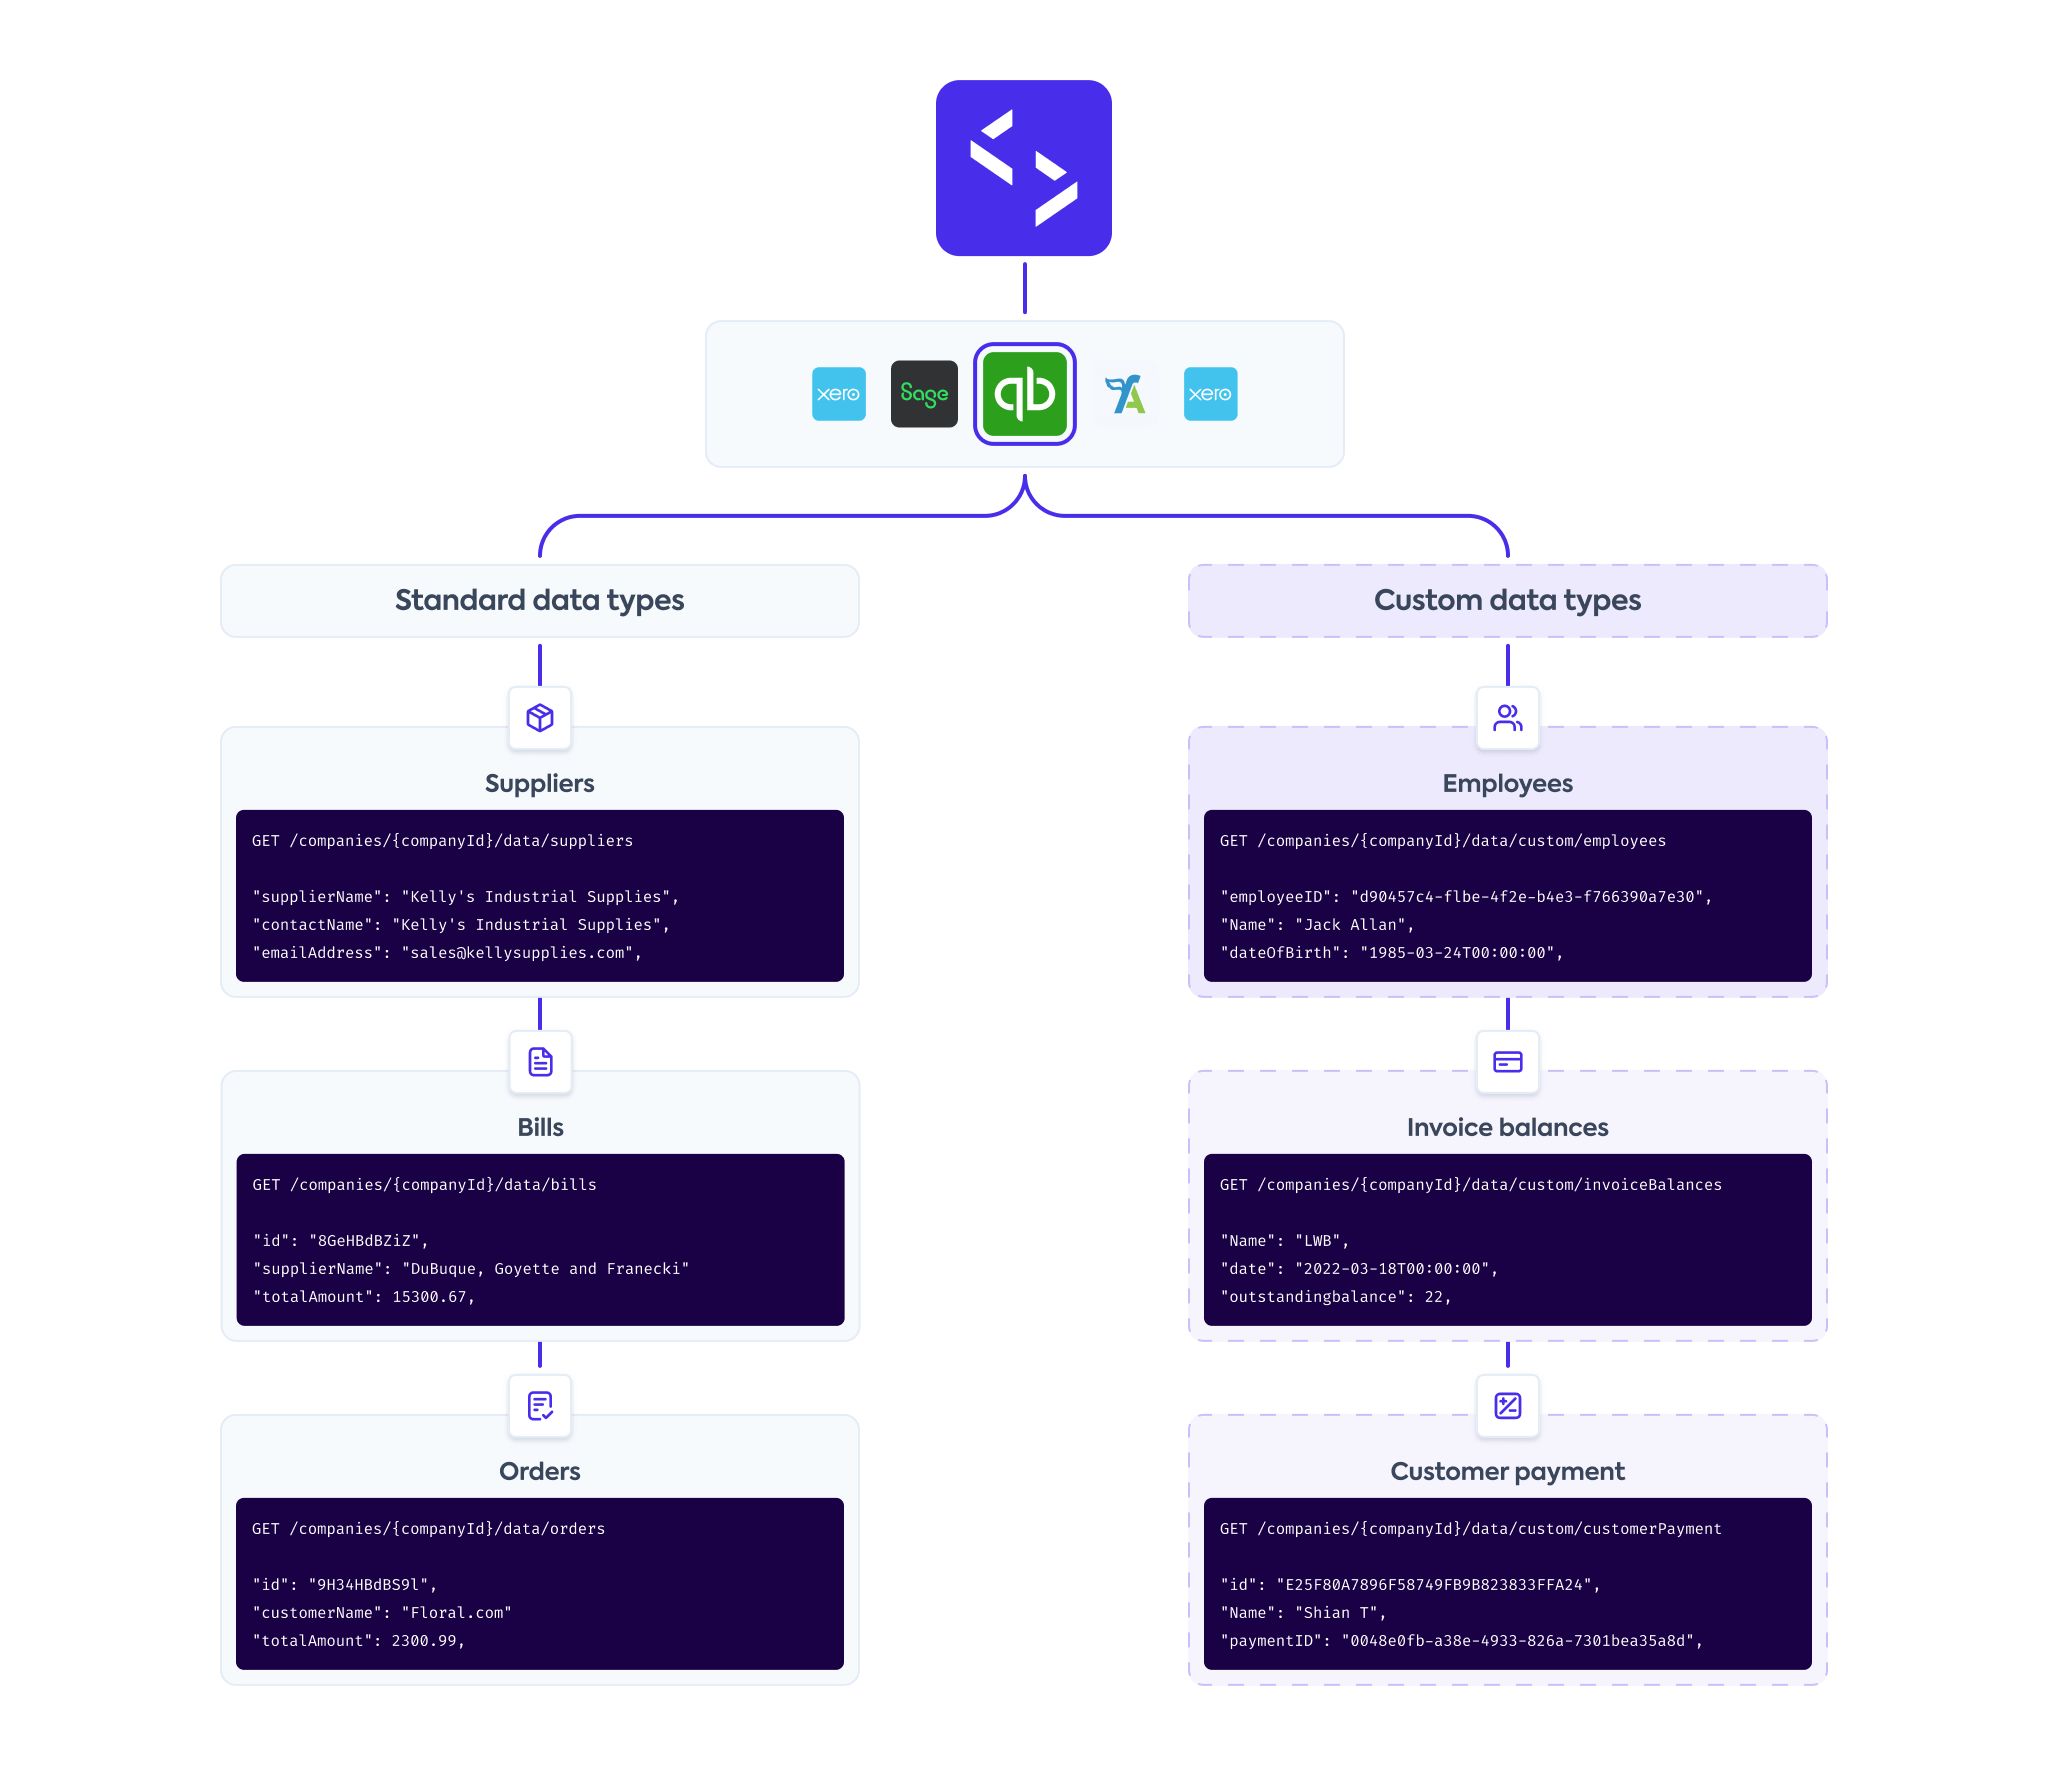 xero
Sage
qb
xero
Standard data types
Custom data types
Suppliers
GET /companies/{companyId}/data/suppliers
"supplierName": "Kelly's Industrial Supplies",
"contactName": "Kelly's Industrial Supplies",
"emailAddress": "sales@kellysupplies.com",
Bills
GET /companies/{companyId}/data/bills
"id": "8GeHBdBZiZ",
"supplierName": "DuBuque, Goyette and Franecki"
"totalAmount": 15300.67,
Orders
GET /companies/{companyId}/data/orders
"id": "9H34HBdBS9l",
"customerName": "Floral.com"
"totalAmount": 2300.99,
Employees
GET /companies/{companyId}/data/custom/employees
"employeeID": "d90457c4-flbe-4f2e-b4e3-f766390a7e30",
"Name": "Jack Allan",
"dateOfBirth": "1985-03-24T00:00:00",
Invoice balances
GET /companies/{companyId}/data/custom/invoiceBalances
"Name": "LWB",
"date": "2022-03-18T00:00:00",
"outstandingbalance": 22,
Customer payment
GET /companies/{companyId}/data/custom/customerPayment
"id": "E25F80A7896F58749FB9B823833FFA24",
"Name": "Shian T",
"paymentID": "0048e0fb-a38e-4933-826a-7301bea35a8d",